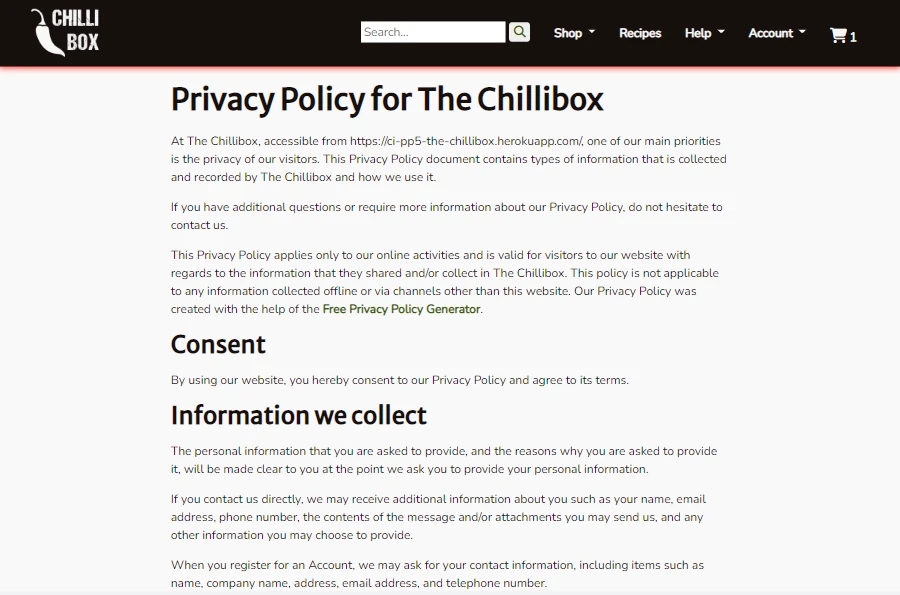 CHILLI
BOX
Search...
Shop
Recipes
Help
Account
1
Privacy Policy for The Chillibox
At The Chillibox, accessible from https://ci-pp5-the-chillibox.herokuapp.com/, one of our main priorities
is the privacy of our visitors. This Privacy Policy document contains types of information that is collected
and recorded by The Chillibox and how we use it.
If you have additional questions or require more information about our Privacy Policy, do not hesitate to
contact us.
This Privacy Policy applies only to our online activities and is valid for visitors to our website with
regards to the information that they shared and/or collect in The Chillibox. This policy is not applicable
to any information collected offline or via channels other than this website. Our Privacy Policy was
created with the help of the Free Privacy Policy Generator.
Consent
By using our website, you hereby consent to our Privacy Policy and agree to its terms.
Information we collect
The personal information that you are asked to provide, and the reasons why you are asked to provide
it, will be made clear to you at the point we ask you to provide your personal information.
If you contact us directly, we may receive additional information about you such as your name, email
address, phone number, the contents of the message and/or attachments you may send us, and any
other information you may choose to provide.
When you register for an Account, we may ask for your contact information, including items such as
name, company name, address, email address, and telephone number.